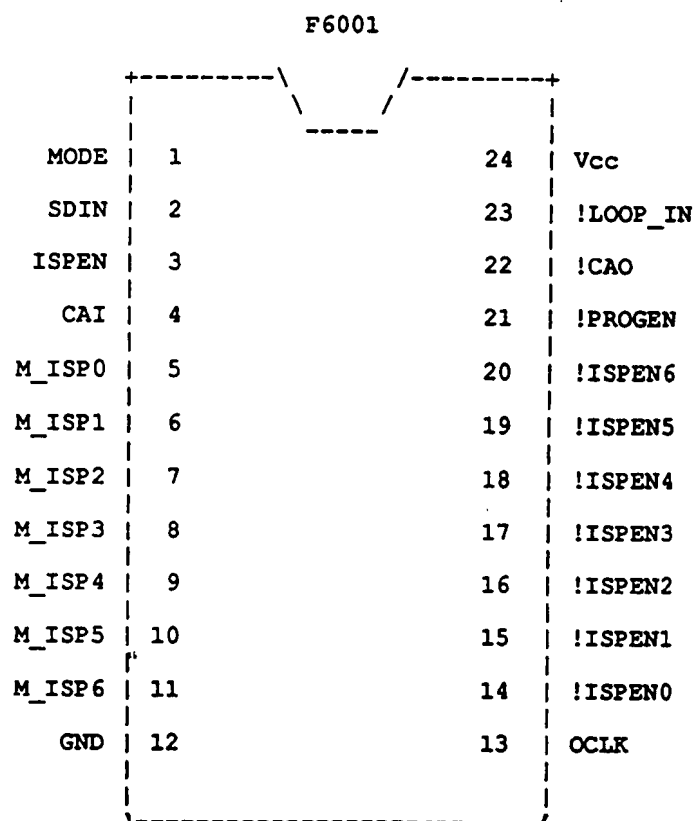 F6001
MODE 1 24 Vcc
SDIN 2 23 !LOOP_IN
ISPEN 3 22 !CAO
CAI 4 21 !PROGEN
M_ISP0 5 20 !ISPEN6
M_ISP1 6 19 !ISPEN5
M_ISP2 7 18 !ISPEN4
M_ISP3 8 17 !ISPEN3
M_ISP4 9 16 !ISPEN2
M_ISP5 10 15 !ISPEN1
M_ISP6 11 14 !ISPEN0
GND 12 13 OCLK